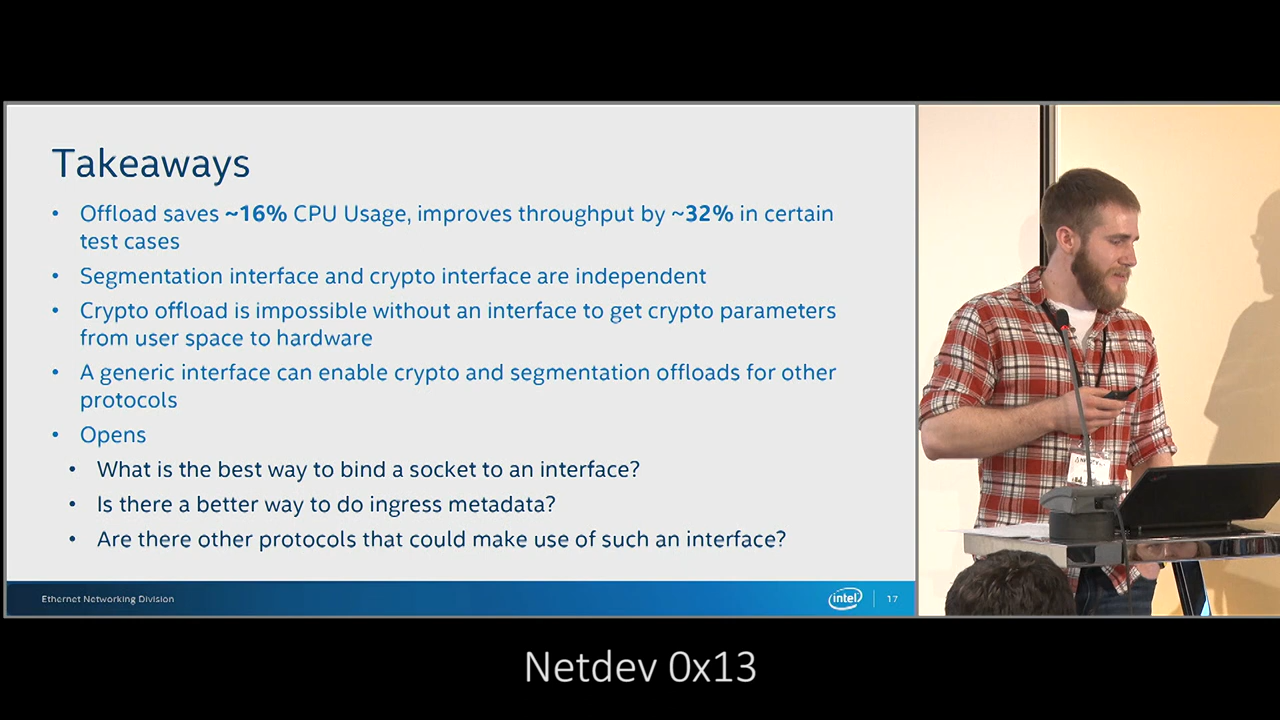 Takeaways
• Offload saves ~16% CPU Usage, improves throughput by ~32% in certain
test cases
• Segmentation interface and crypto interface are independent
• Crypto offload is impossible without an interface to get crypto parameters
from user space to hardware
• A generic interface can enable crypto and segmentation offloads for other
protocols
• Opens
• What is the best way to bind a socket to an interface?
• Is there a better way to do ingress metadata?
• Are there other protocols that could make use of such an interface?
Ethernet Networking Division
intel
17
Netdev 0x13